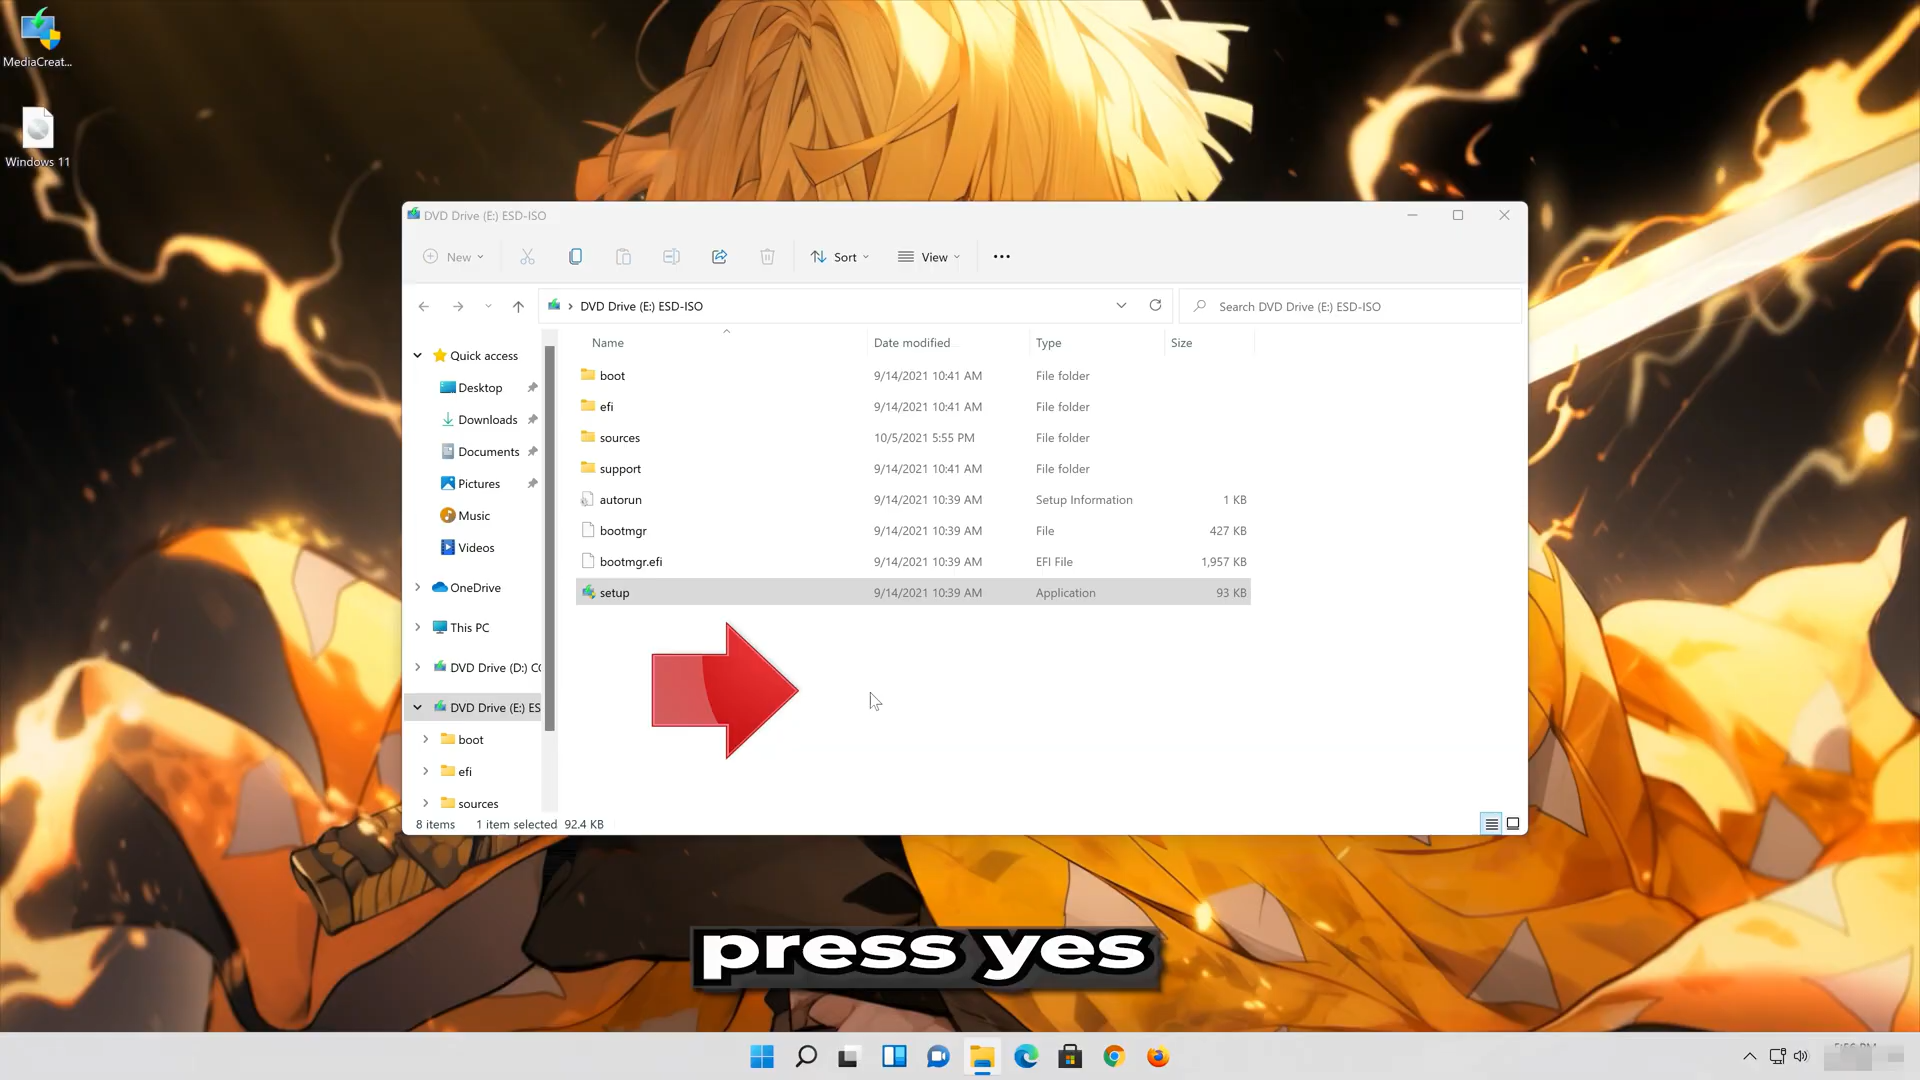 MediaCreat...
Windows 11
DVD Drive (E:) ESD-ISO
New
Sort
View
DVD Drive (E:) ESD-ISO
Search DVD Drive (E:) ESD-ISO
Name Date modified Type Size
Quick access
Desktop
Downloads
Documents
Pictures
Music
Videos
OneDrive
This PC
DVD Drive (D:) CC
DVD Drive (E:) ES
boot
efi
sources
boot 9/14/2021 10:41 AM File folder
efi 9/14/2021 10:41 AM File folder
sources 10/5/2021 5:55 PM File folder
support 9/14/2021 10:41 AM File folder
autorun 9/14/2021 10:39 AM Setup Information 1 KB
bootmgr 9/14/2021 10:39 AM File 427 KB
bootmgr.efi 9/14/2021 10:39 AM EFI File 1,957 KB
setup 9/14/2021 10:39 AM Application 93 KB
8 items 1 item selected 92.4 KB
press yes